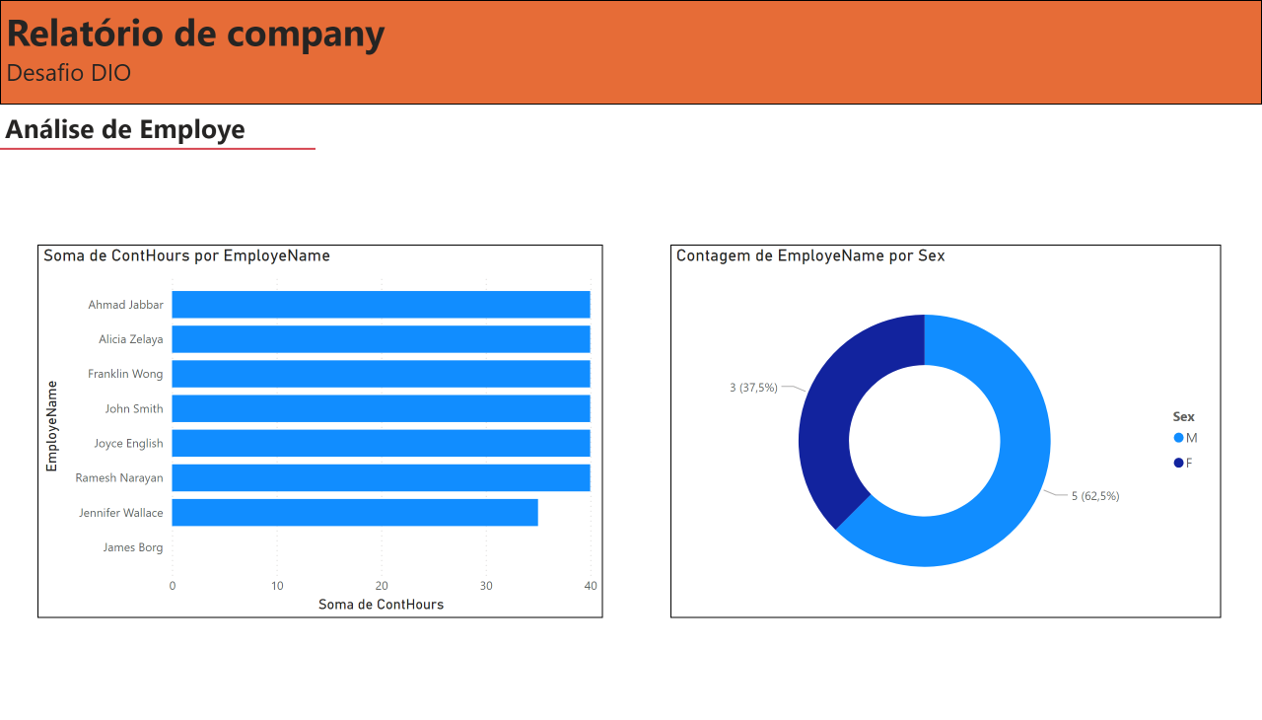 Relatório de company
Desafio DIO
Análise de Employe
Soma de ContHours por EmployeName
EmployeName
Ahmad Jabbar
Alicia Zelaya
Franklin Wong
John Smith
Joyce English
Ramesh Narayan
Jennifer Wallace
James Borg
0 10 20 30 40
Soma de ContHours
Contagem de EmployeName por Sex
3 (37,5%)
5 (62,5%)
Sex
M
F